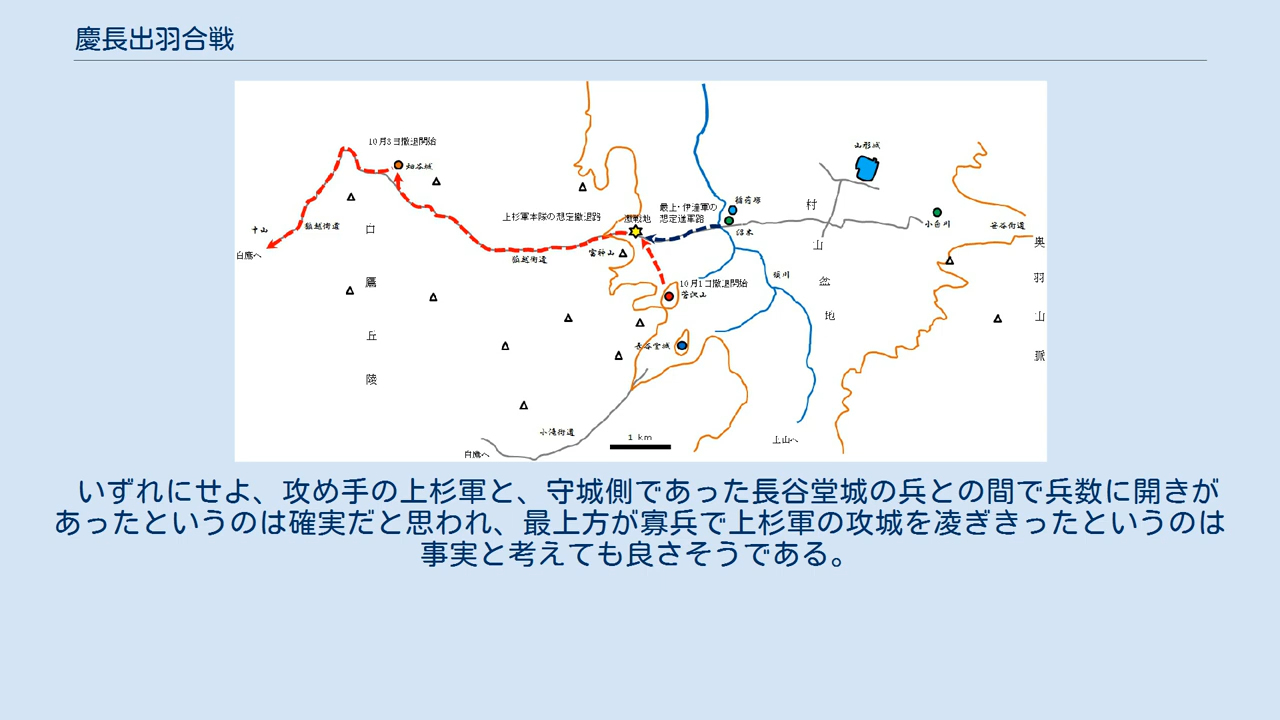 慶長出羽合戦
10月3日撤退開始
畑谷城
山形城
上杉軍本隊の想定撤退路
激戦地
最上・伊達軍の
想定進軍路
稲荷塚
沼木
村
山
盆
地
小白川
笹谷街道
奥
羽
山
脈
十山
狐越街道
白鷹へ
白
鷹
丘
陵
狐越街道
富神山
10月1日撤退開始
菅沢山
須川
長谷堂城
小滝街道
白鷹へ
1 km
上山へ
いずれにせよ、攻め手の上杉軍と、守城側であった長谷堂城の兵との間で兵数に開きが
あったというのは確実だと思われ、最上方が寡兵で上杉軍の攻城を凌ぎきったというのは
事実と考えても良さそうである。